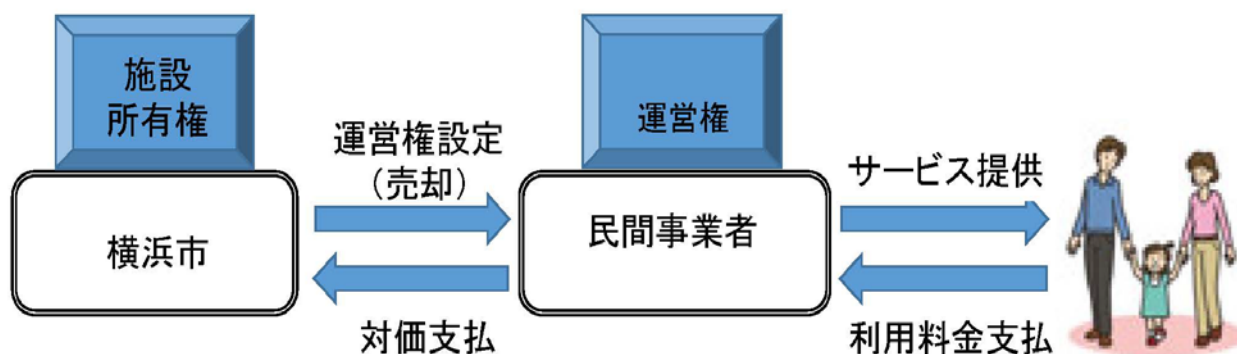 施設
所有権
運営権
運営権設定
（売却）
サービス提供
横浜市
民間事業者
対価支払
利用料金支払